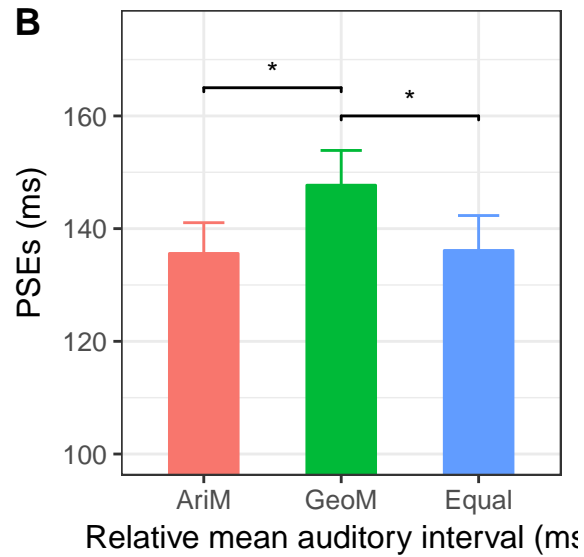 B
PSEs (ms)
160
140
120
100
*
*
AriM GeoM Equal
Relative mean auditory interval (ms